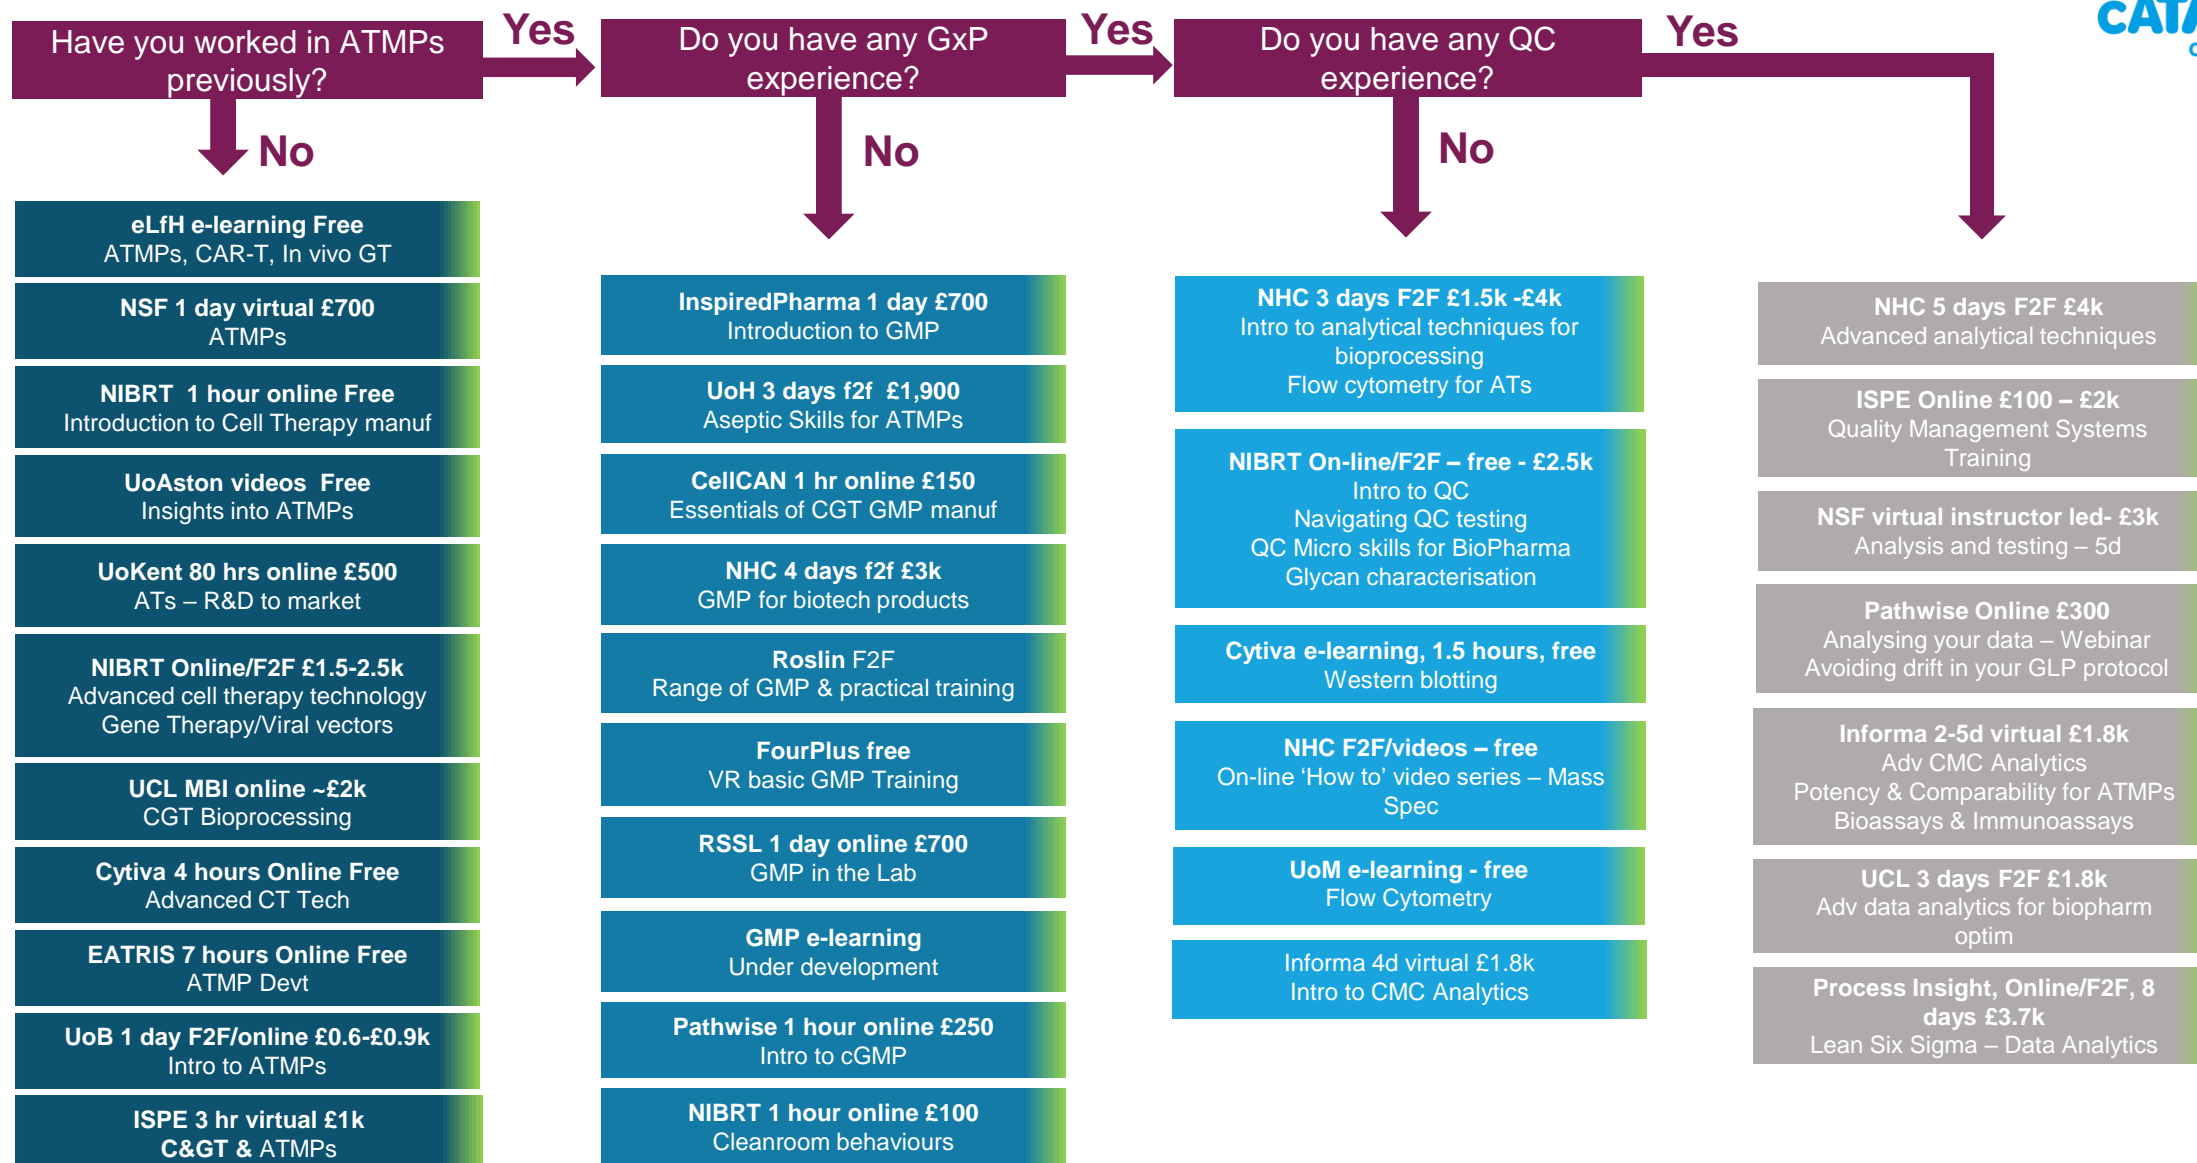 Have you worked in ATMPs
previously?
Yes
Do you have any GxP
experience?
Yes
Do you have any QC
experience?
Yes
No
No
No
eLfH e-learning Free
ATMPs, CAR-T, In vivo GT
NSF 1 day virtual £700
ATMPs
NIBRT 1 hour online Free
Introduction to Cell Therapy manuf
UoAston videos Free
Insights into ATMPs
UoKent 80 hrs online £500
ATs – R&D to market
NIBRT Online/F2F £1.5-2.5k
Advanced cell therapy technology
Gene Therapy/Viral vectors
UCL MBI online ~£2k
CGT Bioprocessing
Cytiva 4 hours Online Free
Advanced CT Tech
EATRIS 7 hours Online Free
ATMP Devt
UoB 1 day F2F/online £0.6-£0.9k
Intro to ATMPs
ISPE 3 hr virtual £1k
C&GT & ATMPs
InspiredPharma 1 day £700
Introduction to GMP
UoH 3 days f2f £1,900
Aseptic Skills for ATMPs
CellCAN 1 hr online £150
Essentials of CGT GMP manuf
NHC 4 days f2f £3k
GMP for biotech products
Roslin F2F
Range of GMP & practical training
FourPlus free
VR basic GMP Training
RSSL 1 day online £700
GMP in the Lab
GMP e-learning
Under development
Pathwise 1 hour online £250
Intro to cGMP
NIBRT 1 hour online £100
Cleanroom behaviours
NHC 3 days F2F £1.5k -£4k
Intro to analytical techniques for
bioprocessing
Flow cytometry for ATs
NIBRT On-line/F2F – free - £2.5k
Intro to QC
Navigating QC testing
QC Micro skills for BioPharma
Glycan characterisation
Cytiva e-learning, 1.5 hours, free
Western blotting
NHC F2F/videos – free
On-line ‘How to’ video series – Mass
Spec
UoM e-learning - free
Flow Cytometry
Informa 4d virtual £1.8k
Intro to CMC Analytics
NHC 5 days F2F £4k
Advanced analytical techniques
ISPE Online £100 – £2k
Quality Management Systems
Training
NSF virtual instructor led- £3k
Analysis and testing – 5d
Pathwise Online £300
Analysing your data – Webinar
Avoiding drift in your GLP protocol
Informa 2-5d virtual £1.8k
Adv CMC Analytics
Potency & Comparability for ATMPs
Bioassays & Immunoassays
UCL 3 days F2F £1.8k
Adv data analytics for biopharm
optim
Process Insight, Online/F2F, 8
days £3.7k
Lean Six Sigma – Data Analytics